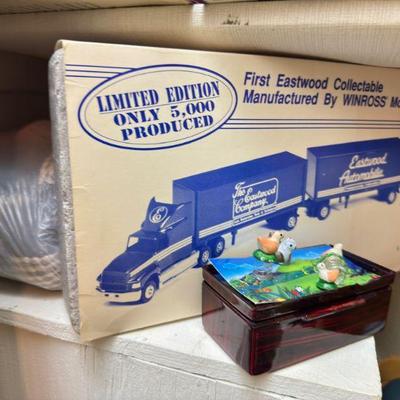 LIMITED EDITION
ONLY 5,000
PRODUCED
First Eastwood Collectable
Manufactured By WINROSS
The Eastwood
Company
Eastwood
Automobilia
E